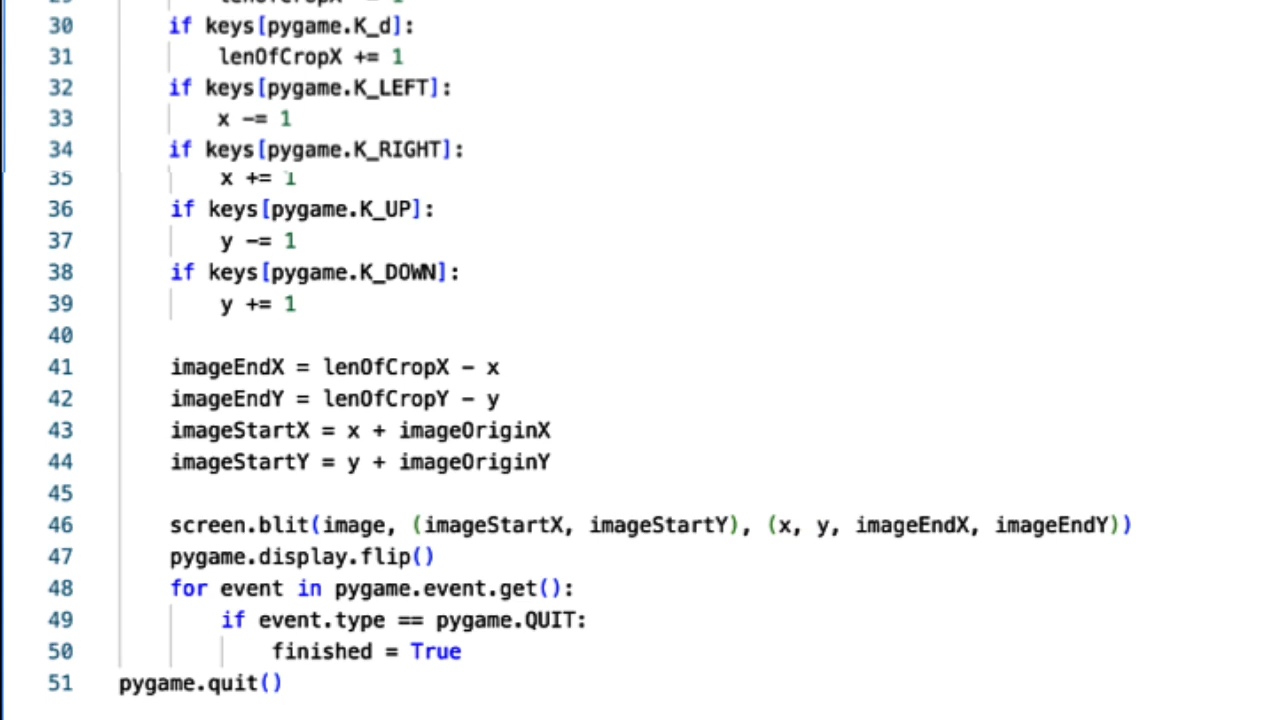 30 if keys[pygame.K_d]:
31 lenOfCropX += 1
32 if keys[pygame.K_LEFT]:
33 x -= 1
34 if keys[pygame.K_RIGHT]:
35 x += 1
36 if keys[pygame.K_UP]:
37 y -= 1
38 if keys[pygame.K_DOWN]:
39 y += 1
40
41 imageEndX = lenOfCropX - x
42 imageEndY = lenOfCropY - y
43 imageStartX = x + imageOriginX
44 imageStartY = y + imageOriginY
45
46 screen.blit(image, (imageStartX, imageStartY), (x, y, imageEndX, imageEndY))
47 pygame.display.flip()
48 for event in pygame.event.get():
49 if event.type == pygame.QUIT:
50 finished = True
51 pygame.quit()